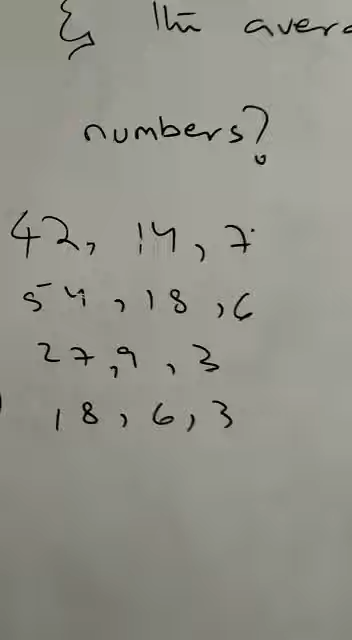 & the avera
numbers?
42, 14, 7
54, 18, 6
27, 9, 3
18, 6, 3